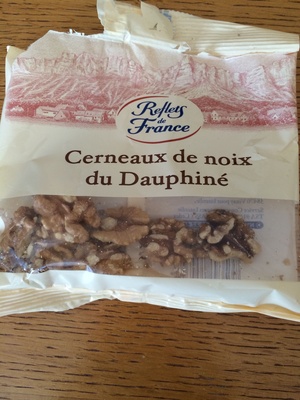 Reflets
de
France
Cerneaux de noix
du Dauphiné